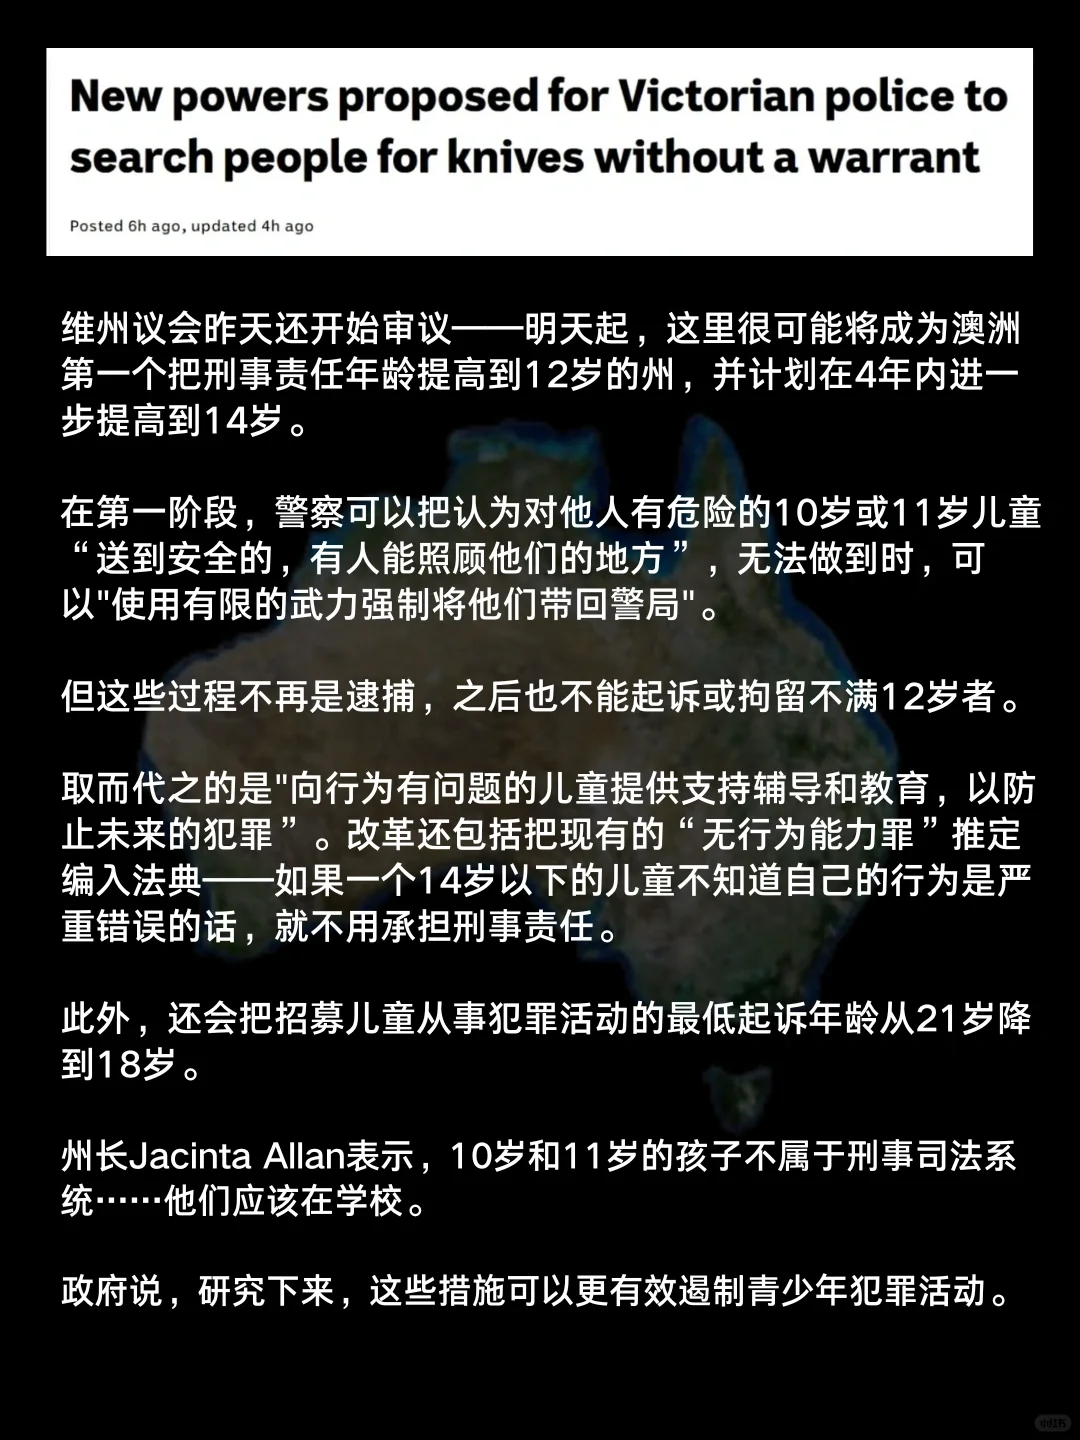 New powers proposed for Victorian police to
search people for knives without a warrant
Posted 6h ago, updated 4h ago
维州议会昨天还开始审议——明天起，这里很可能将成为澳洲
第一个把刑事责任年龄提高到12岁的州，并计划在4年内进一
步提高到14岁。
在第一阶段，警察可以把认为对他人有危险的10岁或11岁儿童
“送到安全的，有人能照顾他们的地方”，无法做到时，可
以"使用有限的武力强制将他们带回警局"。
但这些过程不再是逮捕，之后也不能起诉或拘留不满12岁者。
取而代之的是"向行为有问题的儿童提供支持辅导和教育，以防
止未来的犯罪”。改革还包括把现有的“无行为能力罪”推定
编入法典——如果一个14岁以下的儿童不知道自己的行为是严
重错误的话，就不用承担刑事责任。
此外，还会把招募儿童从事犯罪活动的最低起诉年龄从21岁降
到18岁。
州长Jacinta Allan表示，10岁和11岁的孩子不属于刑事司法系
统······他们应该在学校。
政府说，研究下来，这些措施可以更有效遏制青少年犯罪活动。